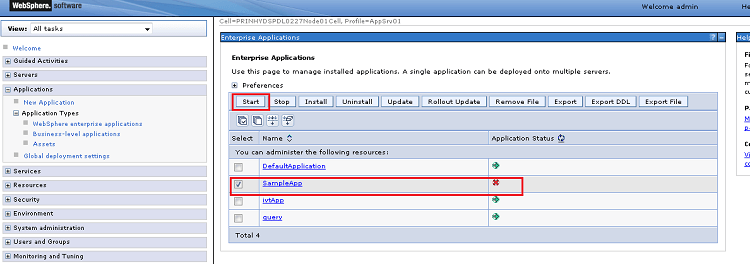 WebSphere. software
Welcome admin
View: All tasks
Welcome
Guided Activities
Servers
Applications
New Application
Application Types
WebSphere enterprise applications
Business-level applications
Assets
Global deployment settings
Services
Resources
Security
Environment
System administration
Users and Groups
Monitoring and Tuning
Cell=PRINHYDSPDL0227Node01Cell, Profile=AppSrv01
Enterprise Applications
Enterprise Applications
Use this page to manage installed applications. A single application can be deployed onto multiple servers.
Preferences
Start Stop Install Uninstall Update Rollout Update Remove File Export Export DDL Export File
Select Name Application Status
You can administer the following resources:
DefaultApplication
SampleApp
ivtApp
query
Total 4
Hel